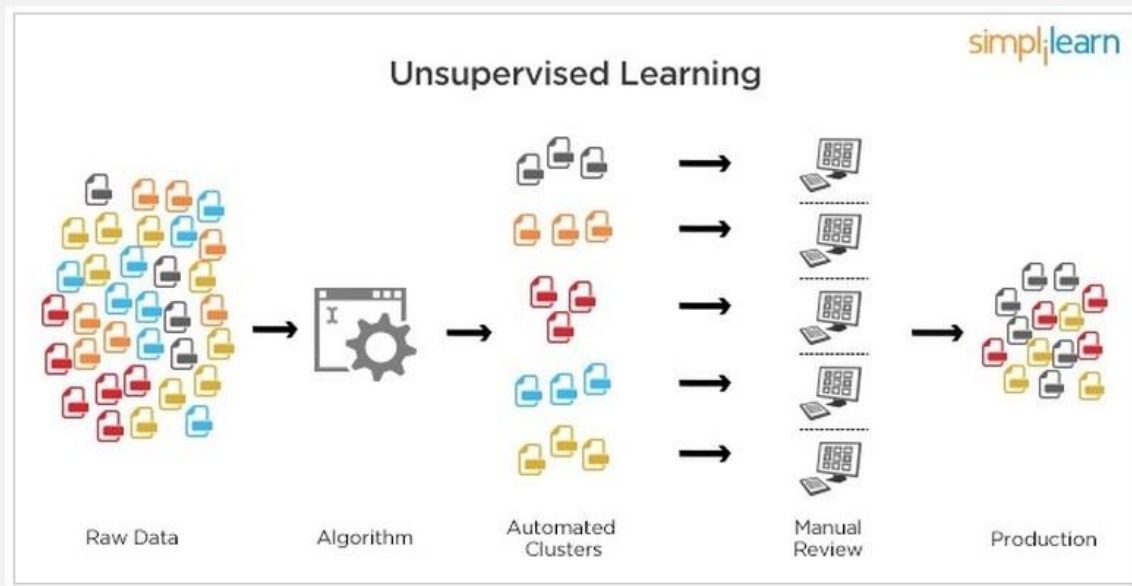 simplilearn
Unsupervised Learning
Raw Data
Algorithm
Automated
Clusters
Manual
Review
Production